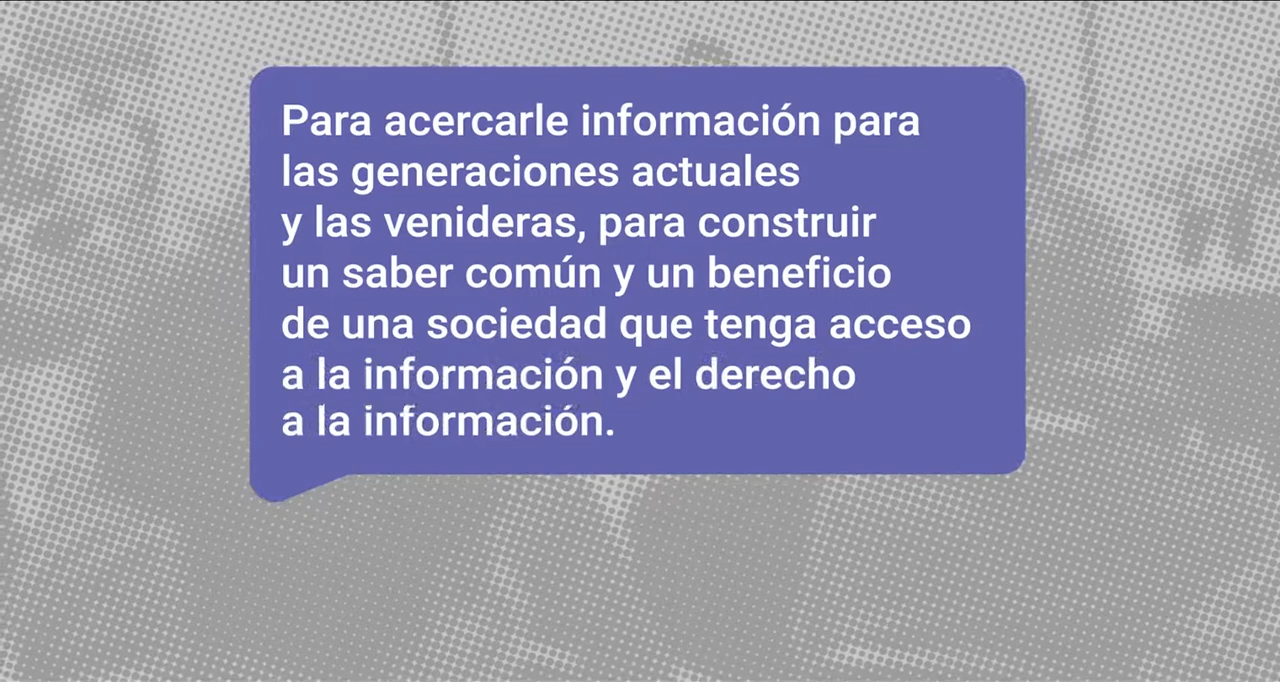 Para acercarle información para
las generaciones actuales
y las venideras, para construir
un saber común y un beneficio
de una sociedad que tenga acceso
a la información y el derecho
a la información.